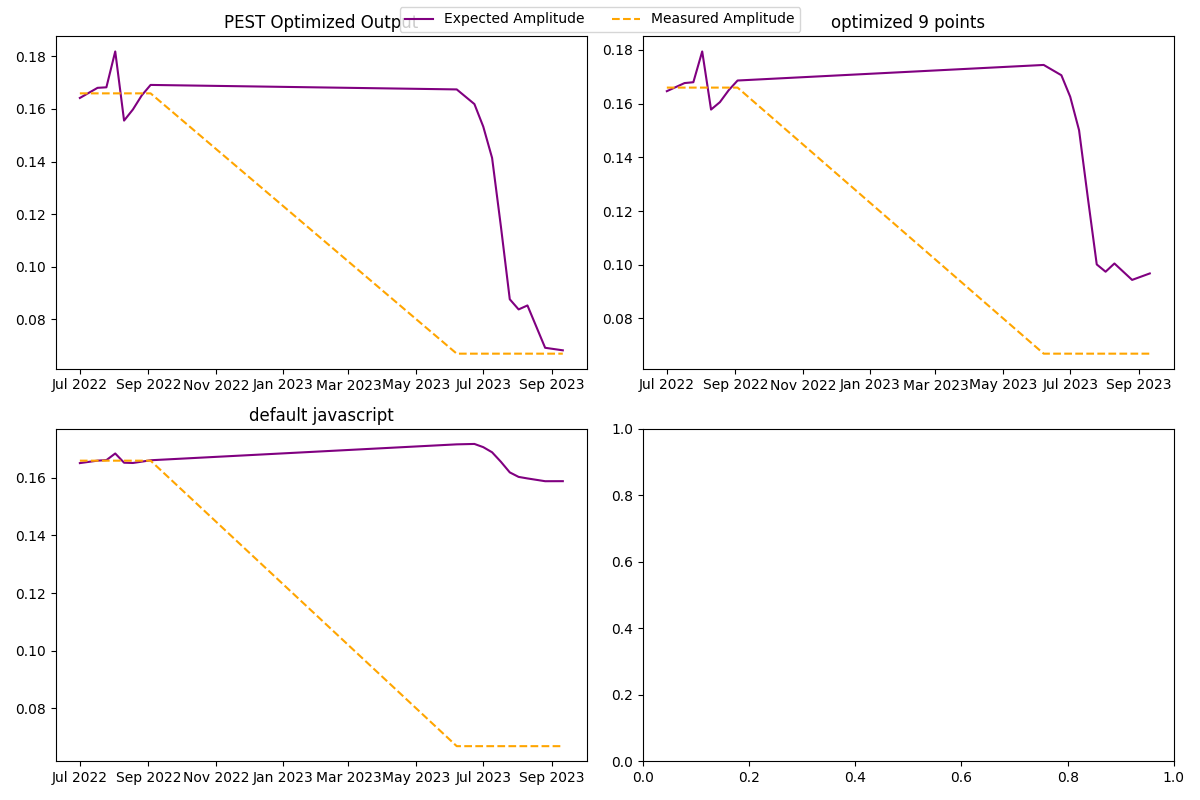 PEST Optimized Output
Expected Amplitude
Measured Amplitude
optimized 9 points
0.18
0.16
0.14
0.12
0.10
0.08
Jul 2022 Sep 2022 Nov 2022 Jan 2023 Mar 2023 May 2023 Jul 2023 Sep 2023
0.18
0.16
0.14
0.12
0.10
0.08
Jul 2022 Sep 2022 Nov 2022 Jan 2023 Mar 2023 May 2023 Jul 2023 Sep 2023
default javascript
0.16
0.14
0.12
0.10
0.08
Jul 2022 Sep 2022 Nov 2022 Jan 2023 Mar 2023 May 2023 Jul 2023 Sep 2023
1.0
0.8
0.6
0.4
0.2
0.0
0.0 0.2 0.4 0.6 0.8 1.0